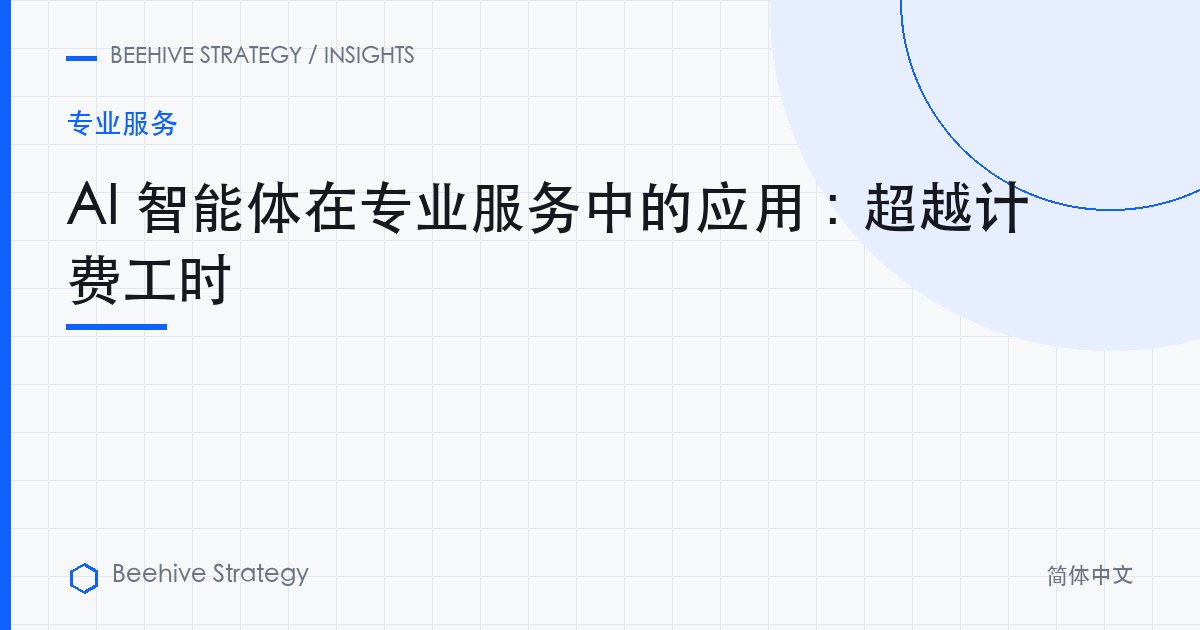 BEEHIVE STRATEGY / INSIGHTS
专业服务
AI 智能体在专业服务中的应用：超越计
费工时
Beehive Strategy
简体中文